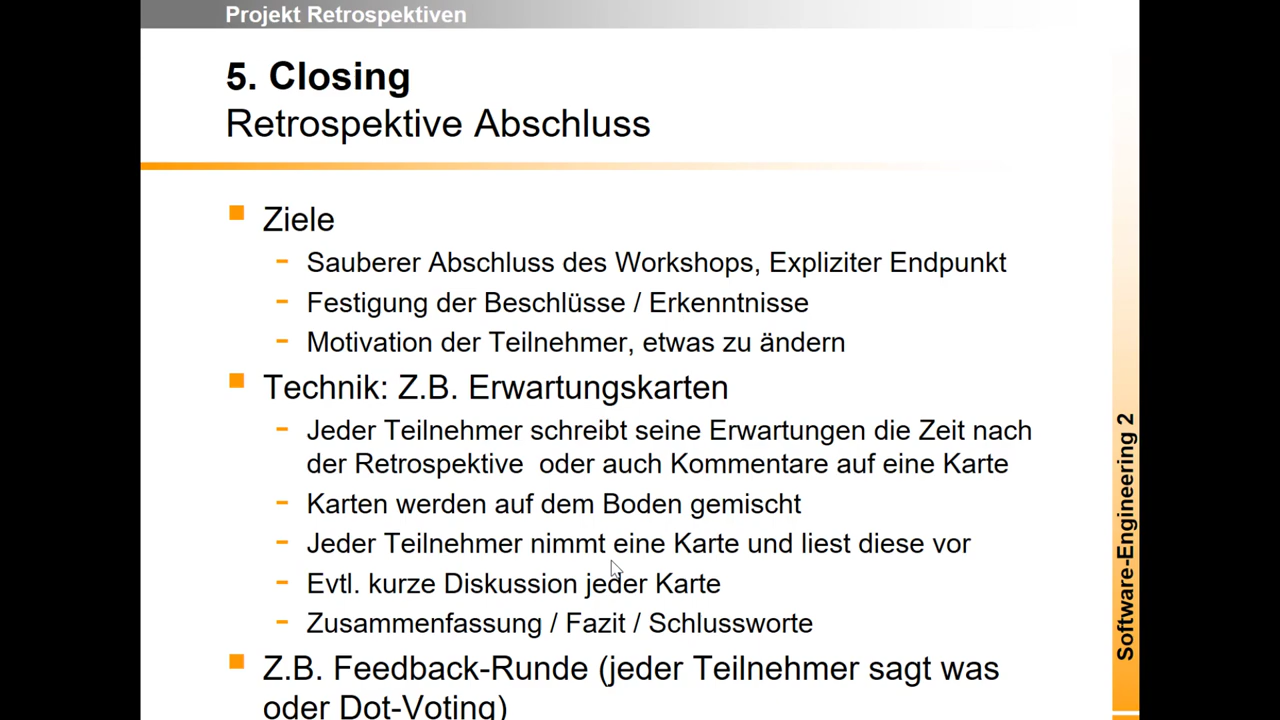 Projekt Retrospektiven
5. Closing
Retrospektive Abschluss
Ziele
Sauberer Abschluss des Workshops, Expliziter Endpunkt
Festigung der Beschlüsse / Erkenntnisse
Motivation der Teilnehmer, etwas zu ändern
Technik: Z.B. Erwartungskarten
Jeder Teilnehmer schreibt seine Erwartungen die Zeit nach
der Retrospektive oder auch Kommentare auf eine Karte
Karten werden auf dem Boden gemischt
Jeder Teilnehmer nimmt eine Karte und liest diese vor
Evtl. kurze Diskussion jeder Karte
Zusammenfassung / Fazit / Schlussworte
Z.B. Feedback-Runde (jeder Teilnehmer sagt was
oder Dot-Voting)
Software-Engineering 2